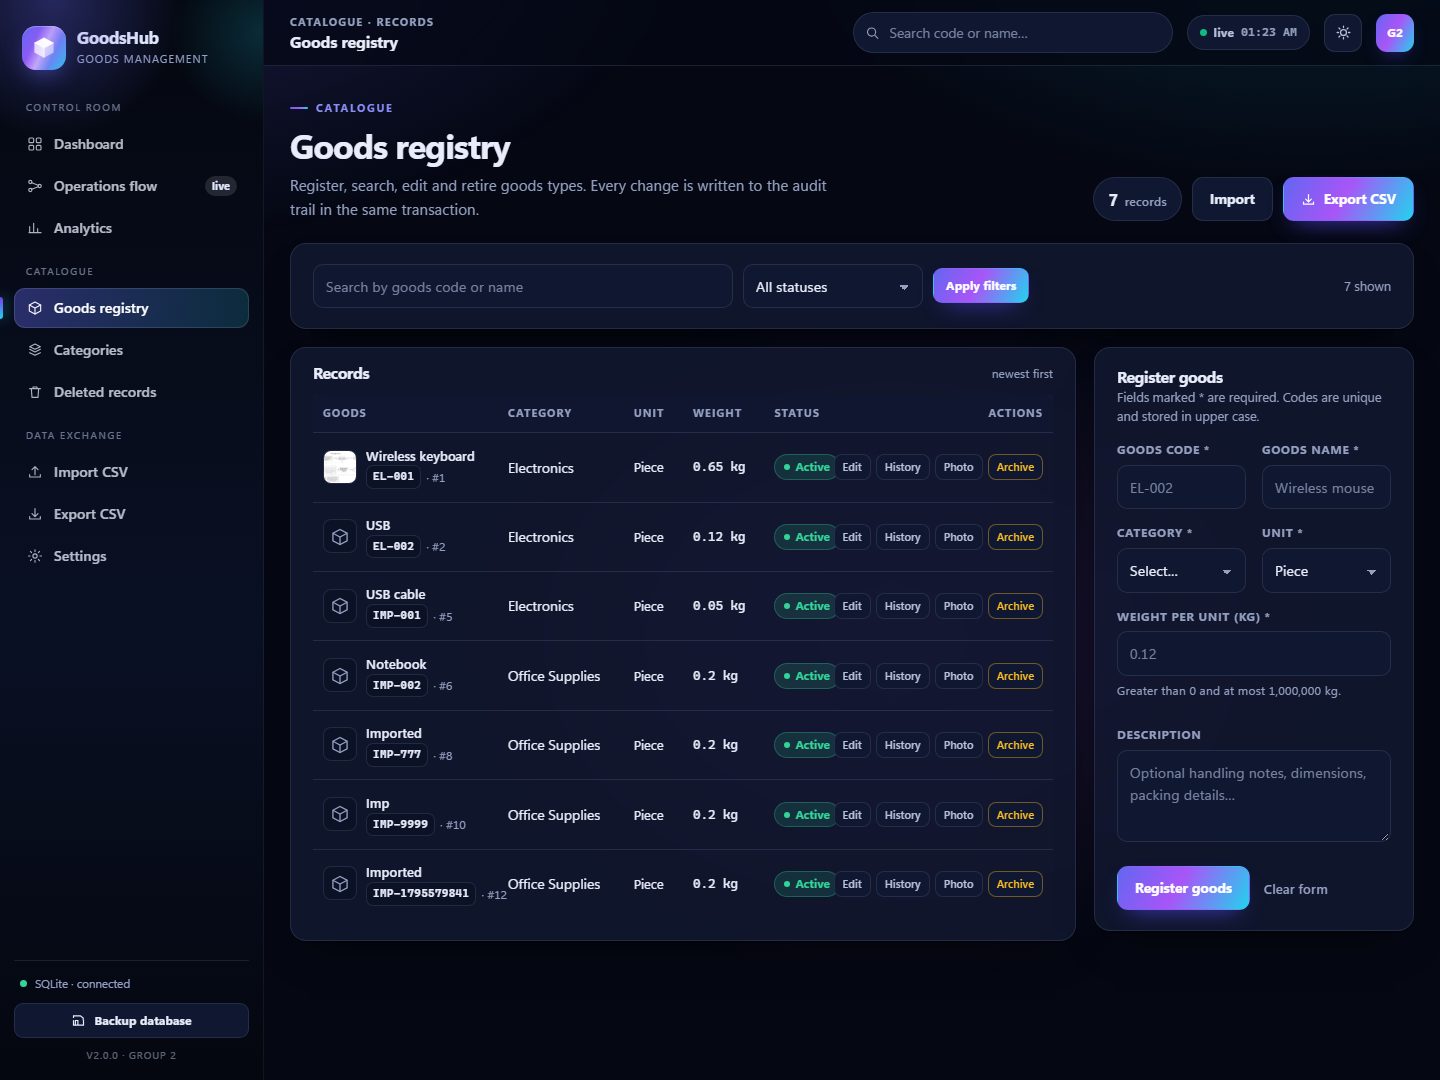 GoodsHub
GOODS MANAGEMENT
CONTROL ROOM
Dashboard
Operations flow live
Analytics
CATALOGUE
Goods registry
Categories
Deleted records
DATA EXCHANGE
Import CSV
Export CSV
Settings
SQLite · connected
Backup database
V2.0.0 · GROUP 2
CATALOGUE · RECORDS
Goods registry
Search code or name...
live 01:23 AM
G2
CATALOGUE
Goods registry
Register, search, edit and retire goods types. Every change is written to the audit
trail in the same transaction.
7 records
Import
Export CSV
Search by goods code or name
All statuses
Apply filters
7 shown
Records
newest first
GOODS CATEGORY UNIT WEIGHT STATUS ACTIONS
Wireless keyboard
EL-001 · #1
Electronics Piece 0.65 kg Active Edit History Photo Archive
USB
EL-002 · #2
Electronics Piece 0.12 kg Active Edit History Photo Archive
USB cable
IMP-001 · #5
Electronics Piece 0.05 kg Active Edit History Photo Archive
Notebook
IMP-002 · #6
Office Supplies Piece 0.2 kg Active Edit History Photo Archive
Imported
IMP-777 · #8
Office Supplies Piece 0.2 kg Active Edit History Photo Archive
Imp
IMP-9999 · #10
Office Supplies Piece 0.2 kg Active Edit History Photo Archive
Imported
IMP-1795579841 · #12
Office Supplies Piece 0.2 kg Active Edit History Photo Archive
Register goods
Fields marked * are required. Codes are unique
and stored in upper case.
GOODS CODE * GOODS NAME *
EL-002 Wireless mouse
CATEGORY * UNIT *
Select... Piece
WEIGHT PER UNIT (KG) *
0.12
Greater than 0 and at most 1,000,000 kg.
DESCRIPTION
Optional handling notes, dimensions,
packing details...
Register goods
Clear form